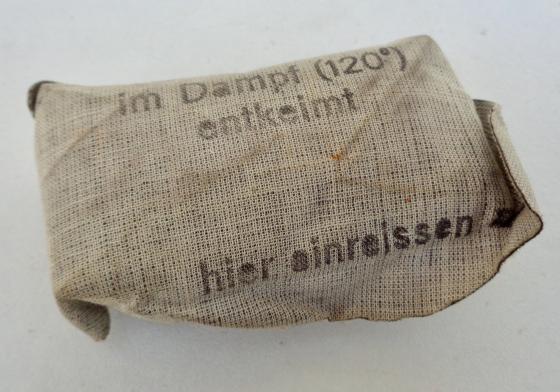 im Dampf (120°)
entkeimt
hier einreissen